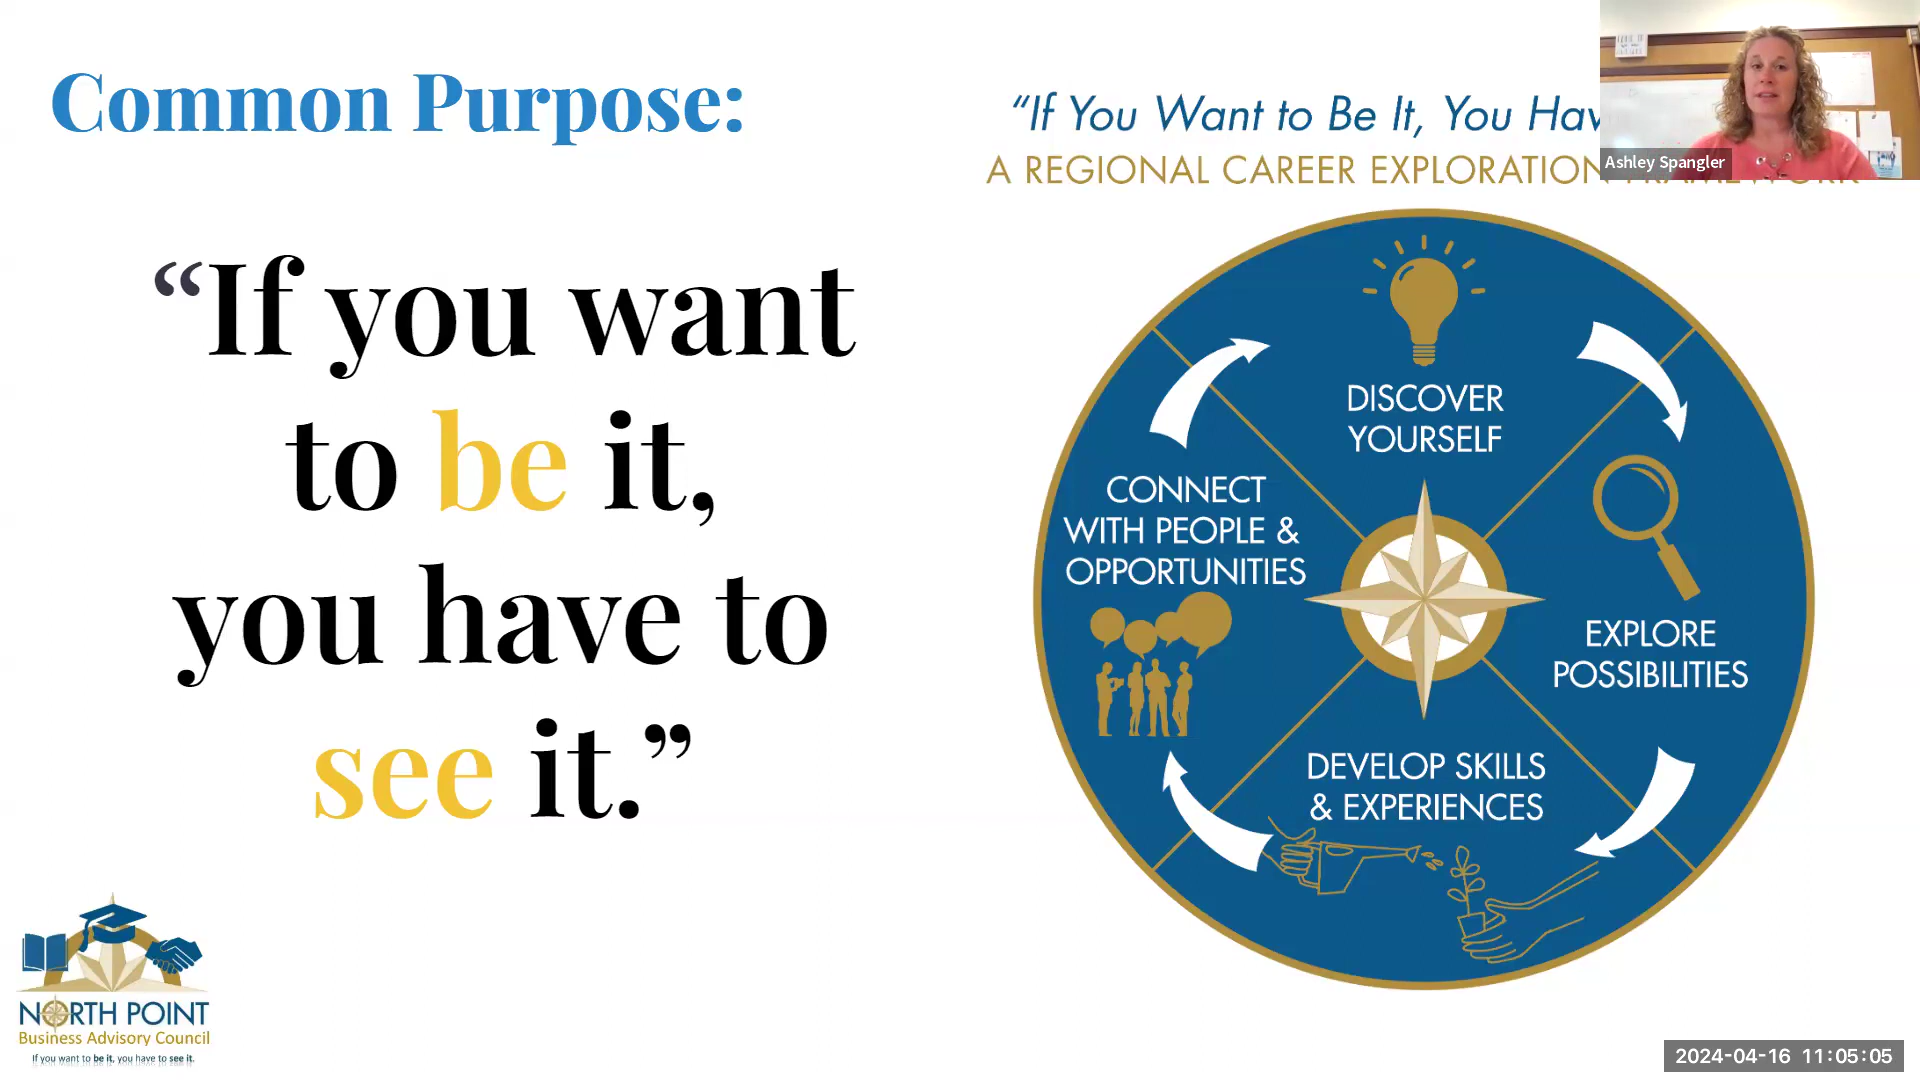 Common Purpose:
“If you want
to be it,
you have to
see it.”
“If You Want to Be It, You Hav
A REGIONAL CAREER EXPLORATION FRAMEWORK
Ashley Spangler
DISCOVER
YOURSELF
CONNECT
WITH PEOPLE &
OPPORTUNITIES
EXPLORE
POSSIBILITIES
DEVELOP SKILLS
& EXPERIENCES
NORTH POINT
Business Advisory Council
If you want to be it, you have to see it.
2024-04-16 11:05:05